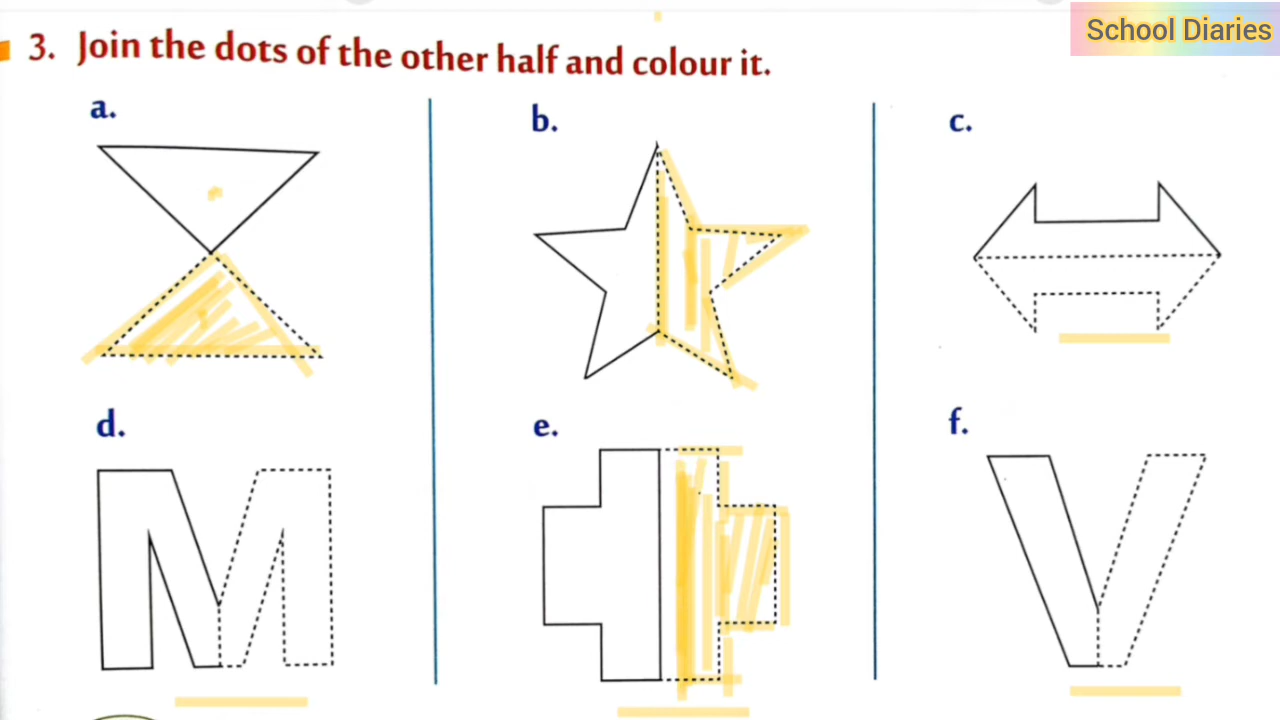 School Diaries
3. Join the dots of the other half and colour it.
a.
b.
c.
d.
e.
f.